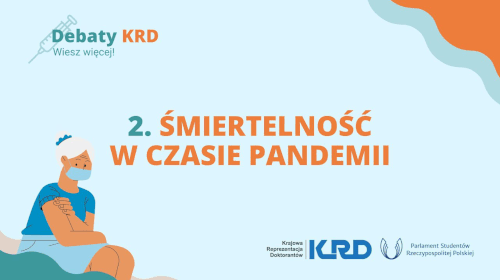 Debaty KRD
Wiesz więcej!
2. ŚMIERTELNOŚĆ
W CZASIE PANDEMII
Krajowa
Reprezentacja
Doktorantów
KRD
Parlament Studentów
Rzeczypospolitej Polskiej